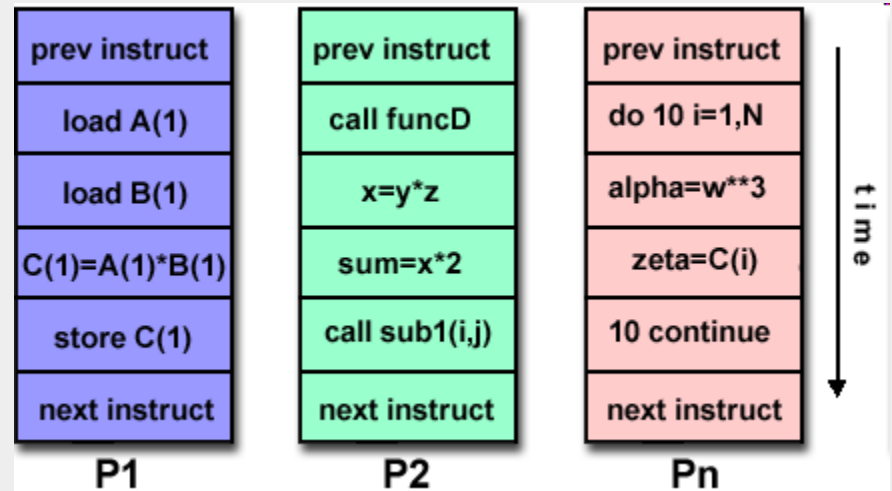 prev instruct
load A(1)
load B(1)
C(1)=A(1)*B(1)
store C(1)
next instruct
P1
prev instruct
call funcD
x=y*z
sum=x*2
call sub1(i,j)
next instruct
P2
prev instruct
do 10 i=1,N
alpha=w**3
zeta=C(i)
10 continue
next instruct
Pn
time